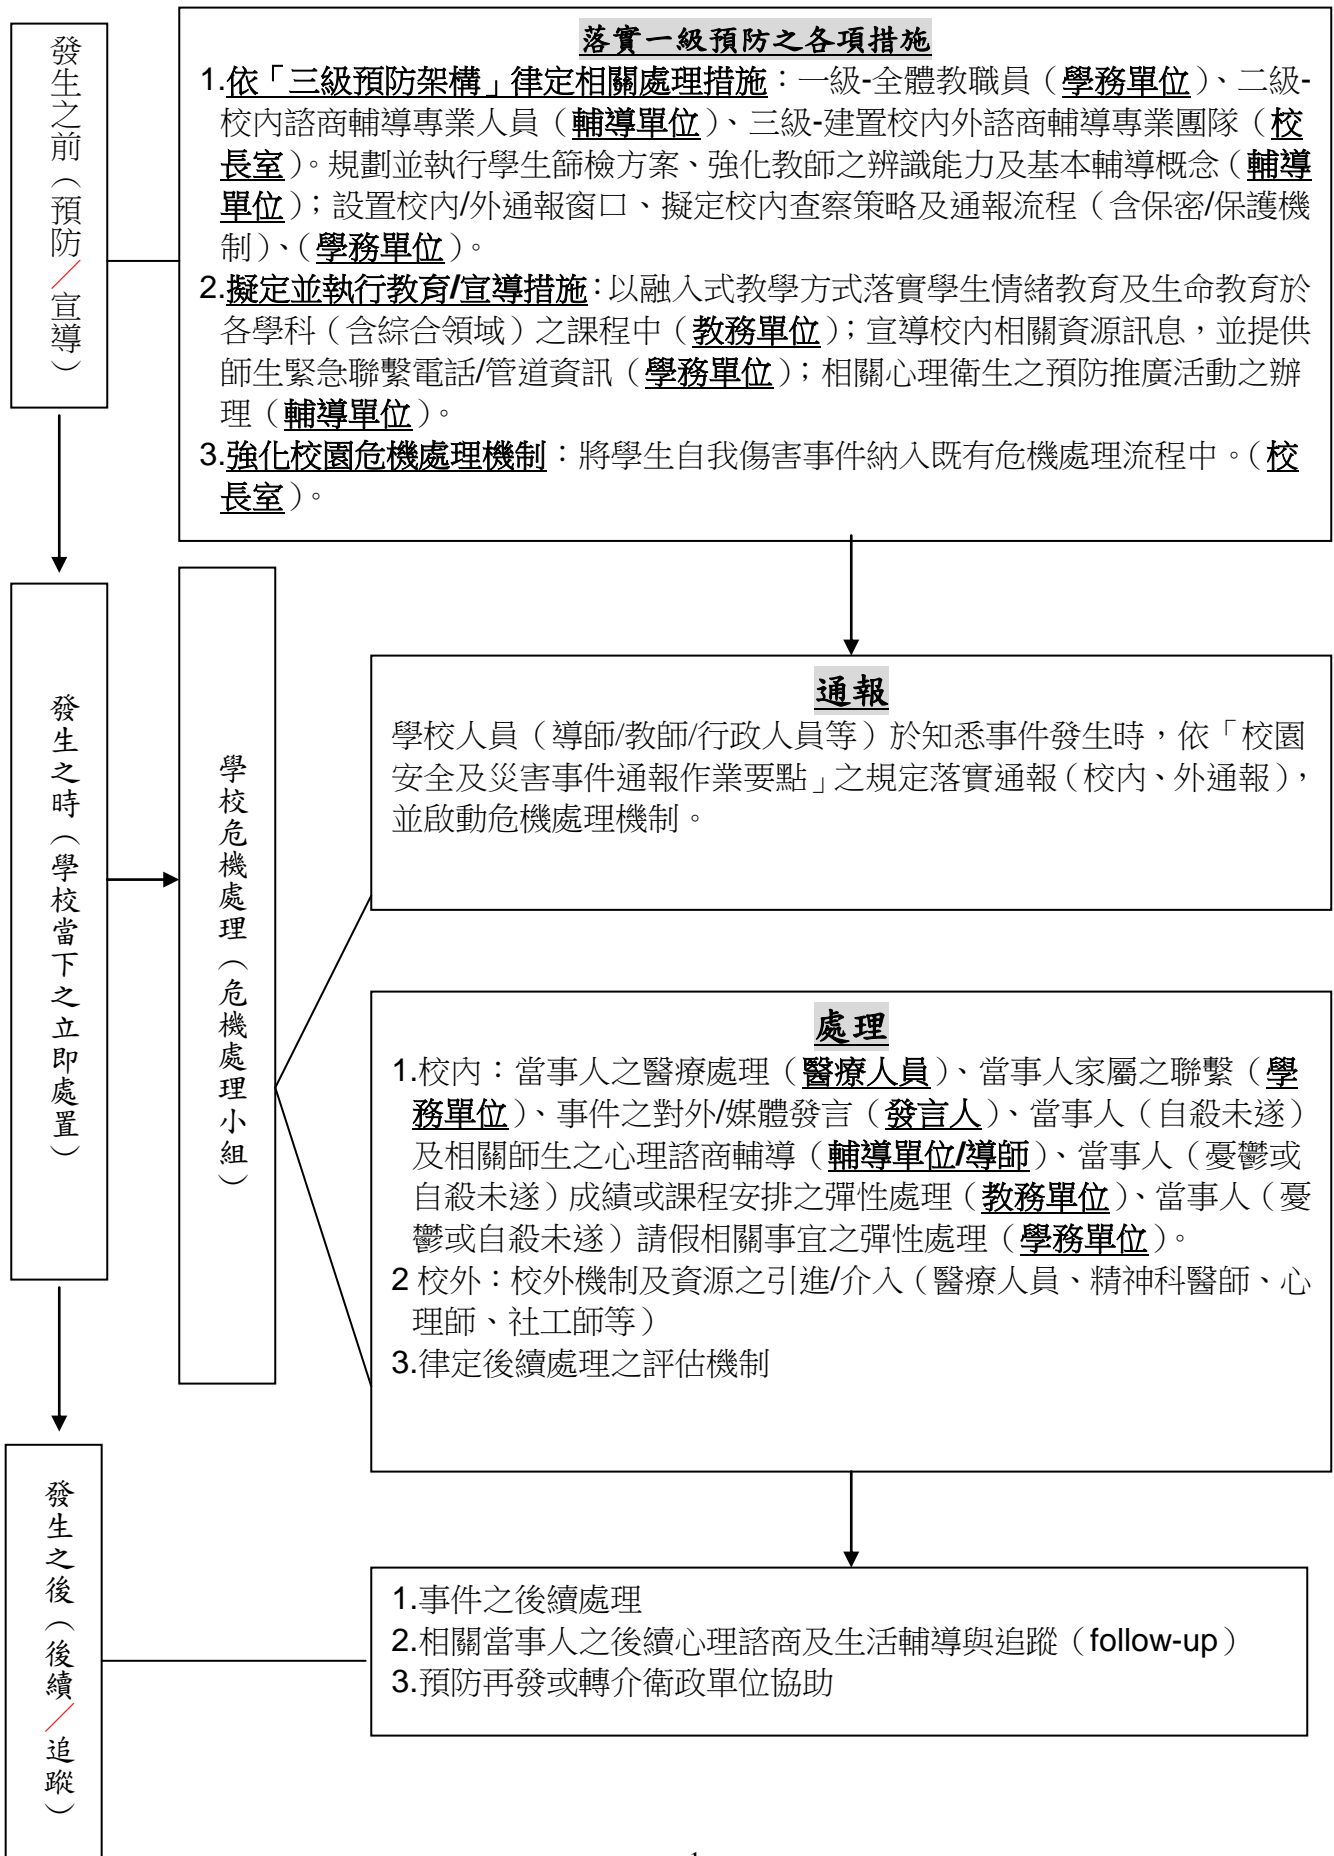 發生之前（預防／宣導）
落實一級預防之各項措施
1.依「三級預防架構」律定相關處理措施：一級-全體教職員（學務單位）、二級-
校內諮商輔導專業人員（輔導單位）、三級-建置校內外諮商輔導專業團隊（校
長室）。規劃並執行學生篩檢方案、強化教師之辨識能力及基本輔導概念（輔導
單位）；設置校內/外通報窗口、擬定校內查察策略及通報流程（含保密/保護機
制）、（學務單位）。
2.擬定並執行教育/宣導措施：以融入式教學方式落實學生情緒教育及生命教育於
各學科（含綜合領域）之課程中（教務單位）；宣導校內相關資源訊息，並提供
師生緊急聯繫電話/管道資訊（學務單位）；相關心理衛生之預防推廣活動之辦
理（輔導單位）。
3.強化校園危機處理機制：將學生自我傷害事件納入既有危機處理流程中。（校
長室）。
發生之時（學校當下之立即處置）
學校危機處理（危機處理小組）
通報
學校人員（導師/教師/行政人員等）於知悉事件發生時，依「校園
安全及災害事件通報作業要點」之規定落實通報（校內、外通報），
並啟動危機處理機制。
處理
1.校內：當事人之醫療處理（醫療人員）、當事人家屬之聯繫（學
務單位）、事件之對外/媒體發言（發言人）、當事人（自殺未遂）
及相關師生之心理諮商輔導（輔導單位/導師）、當事人（憂鬱或
自殺未遂）成績或課程安排之彈性處理（教務單位）、當事人（憂
鬱或自殺未遂）請假相關事宜之彈性處理（學務單位）。
2 校外：校外機制及資源之引進/介入（醫療人員、精神科醫師、心
理師、社工師等）
3.律定後續處理之評估機制
發生之後（後續／追蹤）
1.事件之後續處理
2.相關當事人之後續心理諮商及生活輔導與追蹤（follow-up）
3.預防再發或轉介衛政單位協助